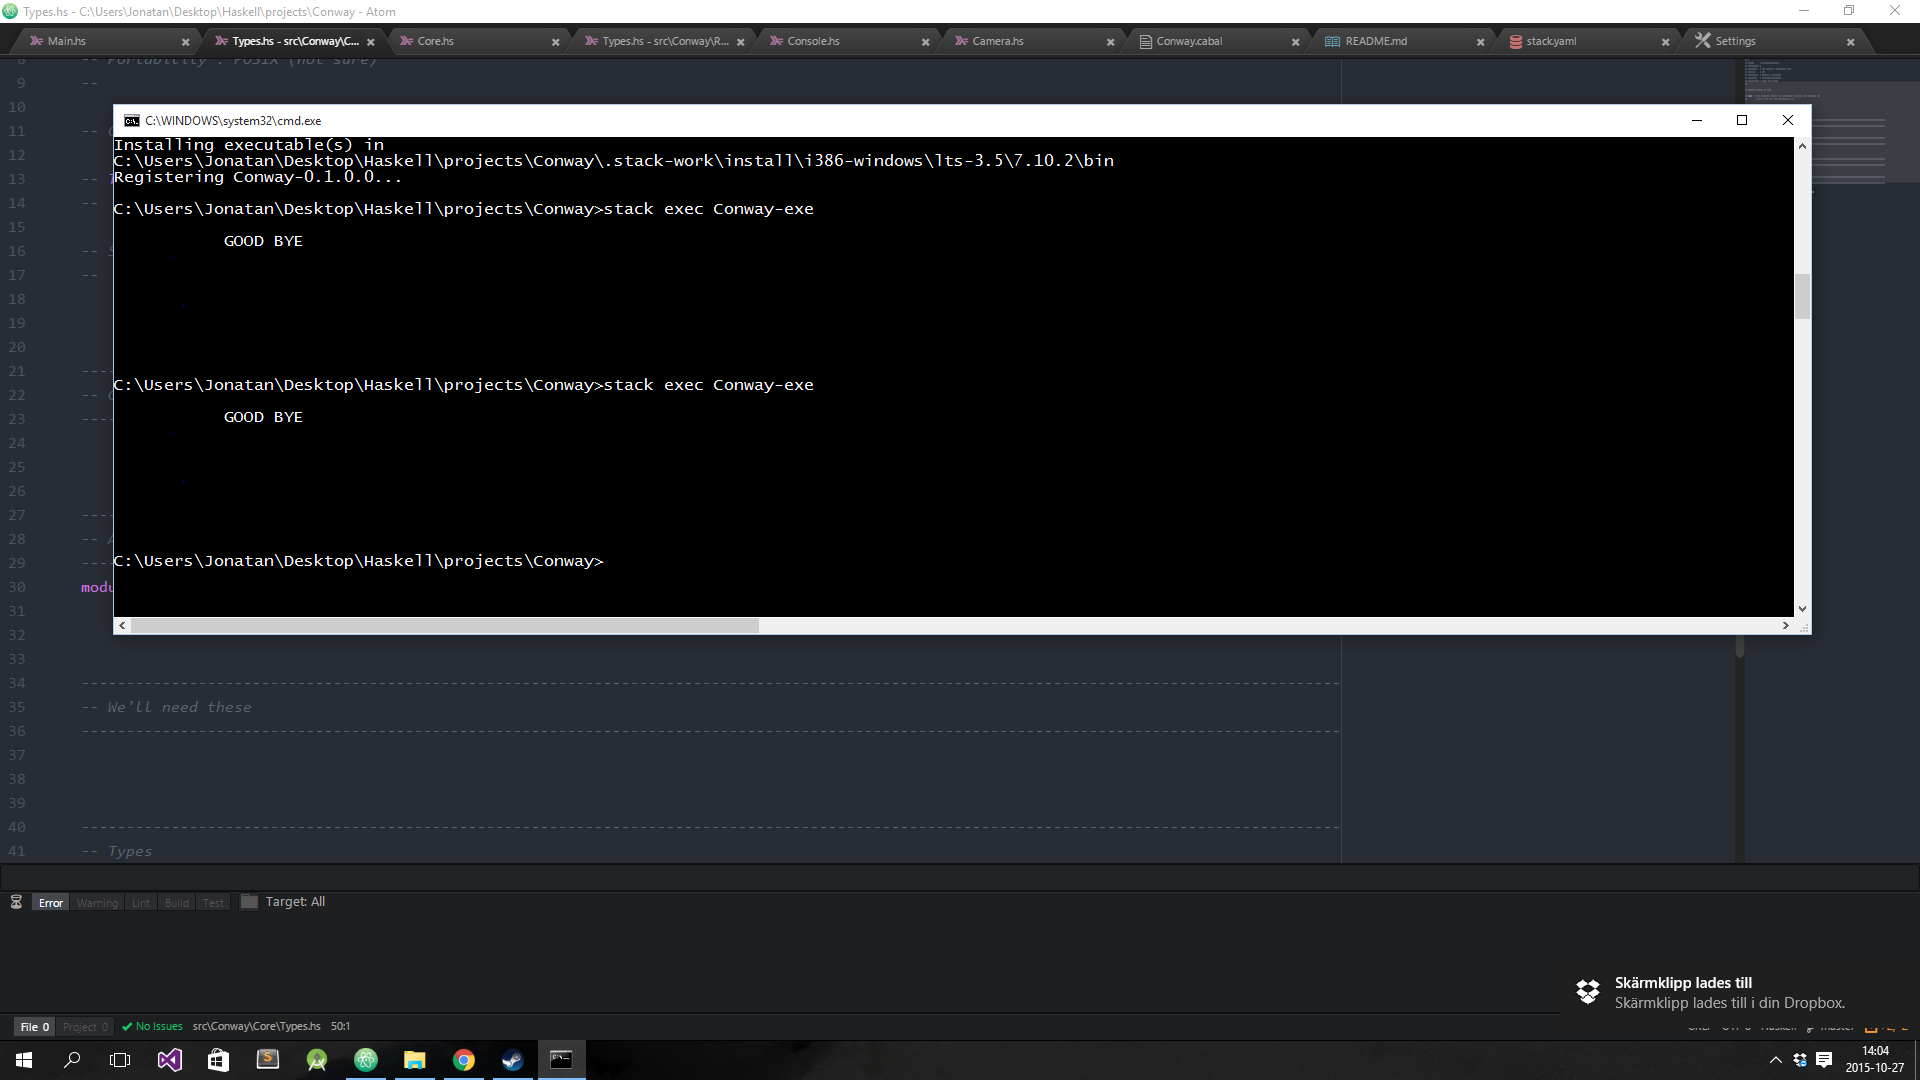 Types.hs - C:\Users\Jonatan\Desktop\Haskell\projects\Conway - Atom
Main.hs
Types.hs - src\Conway\C...
Core.hs
Types.hs - src\Conway\R...
Console.hs
Camera.hs
Conway.cabal
README.md
stack.yaml
Settings
8 -- Portability : POSIX (not sure)
9 --
10
11 --
12
13 --
14 --
15
16 -- S
17 --
18
19
20
21 ----
22 --
23 ----
24
25
26
27 ----
28 -- A
29 ----
30 modu
31
32
33
34
35 -- We'll need these
36
37
38
39
40
41 -- Types
C:\WINDOWS\system32\cmd.exe
Installing executable(s) in
C:\Users\Jonatan\Desktop\Haskell\projects\Conway\.stack-work\install\i386-windows\lts-3.5\7.10.2\bin
Registering Conway-0.1.0.0...
C:\Users\Jonatan\Desktop\Haskell\projects\Conway>stack exec Conway-exe
GOOD BYE
C:\Users\Jonatan\Desktop\Haskell\projects\Conway>stack exec Conway-exe
GOOD BYE
C:\Users\Jonatan\Desktop\Haskell\projects\Conway>
Error Warning Lint Build Test Target: All
Skärmklipp lades till
Skärmklipp lades till i din Dropbox.
File 0 Project 0 No Issues src\Conway\Core\Types.hs 50:1
14:04
2015-10-27